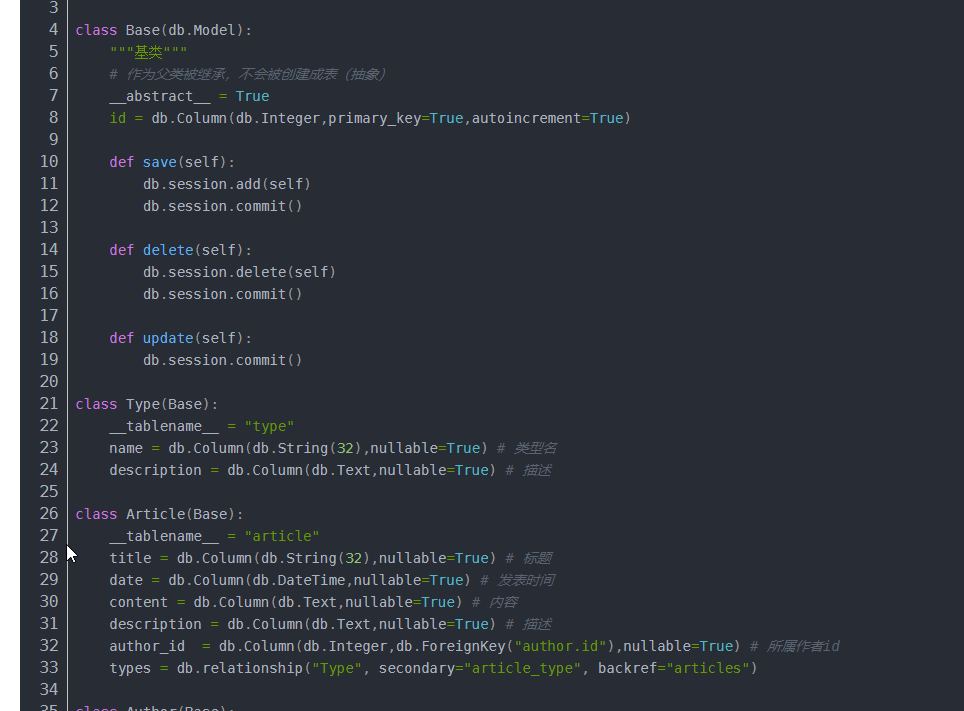 3
4 class Base(db.Model):
5     """基类"""
6     # 作为父类被继承，不会被创建成表（抽象）
7     __abstract__ = True
8     id = db.Column(db.Integer,primary_key=True,autoincrement=True)
9
10     def save(self):
11         db.session.add(self)
12         db.session.commit()
13
14     def delete(self):
15         db.session.delete(self)
16         db.session.commit()
17
18     def update(self):
19         db.session.commit()
20
21 class Type(Base):
22     __tablename__ = "type"
23     name = db.Column(db.String(32),nullable=True) # 类型名
24     description = db.Column(db.Text,nullable=True) # 描述
25
26 class Article(Base):
27     __tablename__ = "article"
28     title = db.Column(db.String(32),nullable=True) # 标题
29     date = db.Column(db.DateTime,nullable=True) # 发表时间
30     content = db.Column(db.Text,nullable=True) # 内容
31     description = db.Column(db.Text,nullable=True) # 描述
32     author_id  = db.Column(db.Integer,db.ForeignKey("author.id"),nullable=True) # 所属作者id
33     types = db.relationship("Type", secondary="article_type", backref="articles")
34
35 class Author(Base):